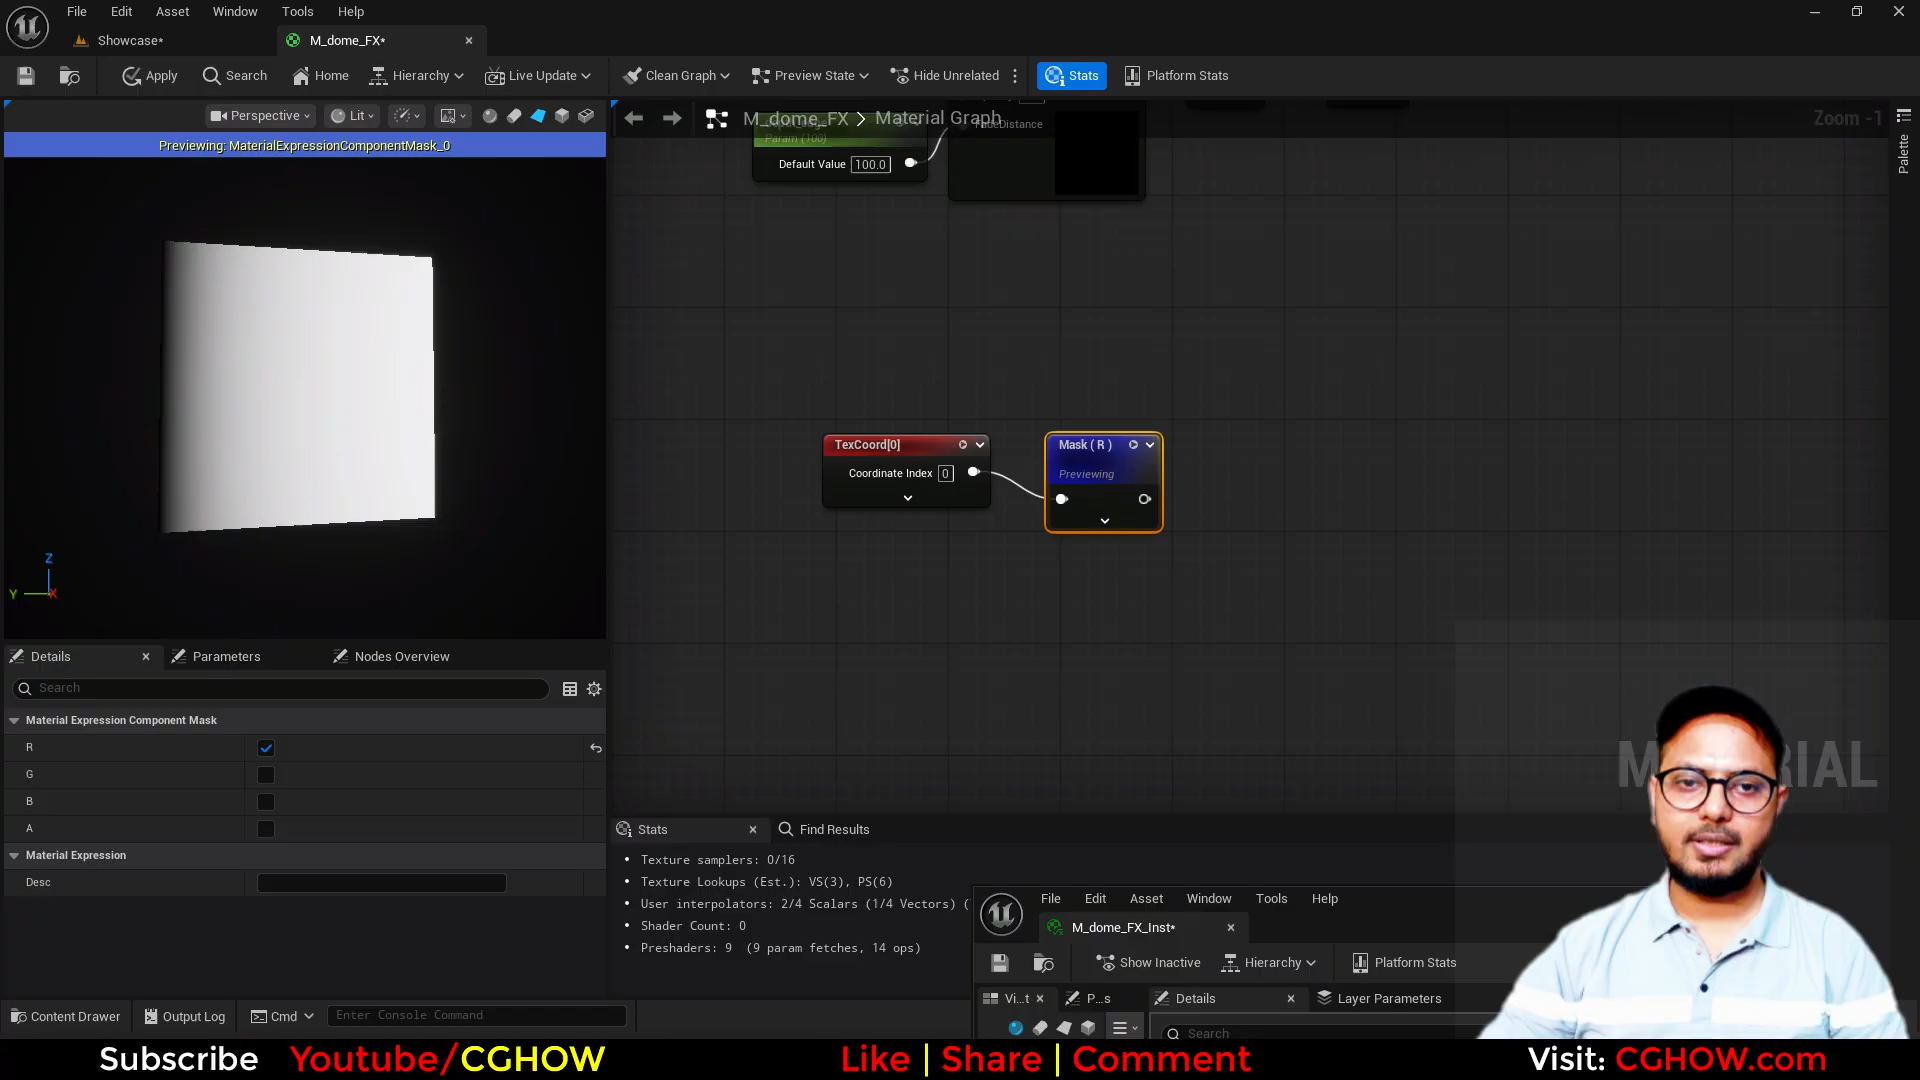 File Edit Asset Window Tools Help
Showcase* M_dome_FX*
Apply Search Home Hierarchy Live Update Clean Graph Preview State Hide Unrelated Stats Platform Stats
Perspective Lit
M_dome_FX > Material Graph Zoom -1
FadeDistance
Param (100)
Default Value 100.0
Palette
Previewing: MaterialExpressionComponentMask_0
TexCoord[0]
Coordinate Index 0
Mask ( R )
Previewing
Z
Y X
Details Parameters Nodes Overview
Search
Material Expression Component Mask
R
G
B
A
Material Expression
Desc
Stats Find Results
Texture samplers: 0/16
Texture Lookups (Est.): VS(3), PS(6)
User interpolators: 2/4 Scalars (1/4 Vectors) (
Shader Count: 0
Preshaders: 9 (9 param fetches, 14 ops)
File Edit Asset Window Tools Help
M_dome_FX_Inst*
Show Inactive Hierarchy Platform Stats
Vi...t P...s Details Layer Parameters
Search
Content Drawer Output Log Cmd Enter Console Command
Subscribe Youtube/CGHOW Like | Share | Comment Visit: CGHOW.com